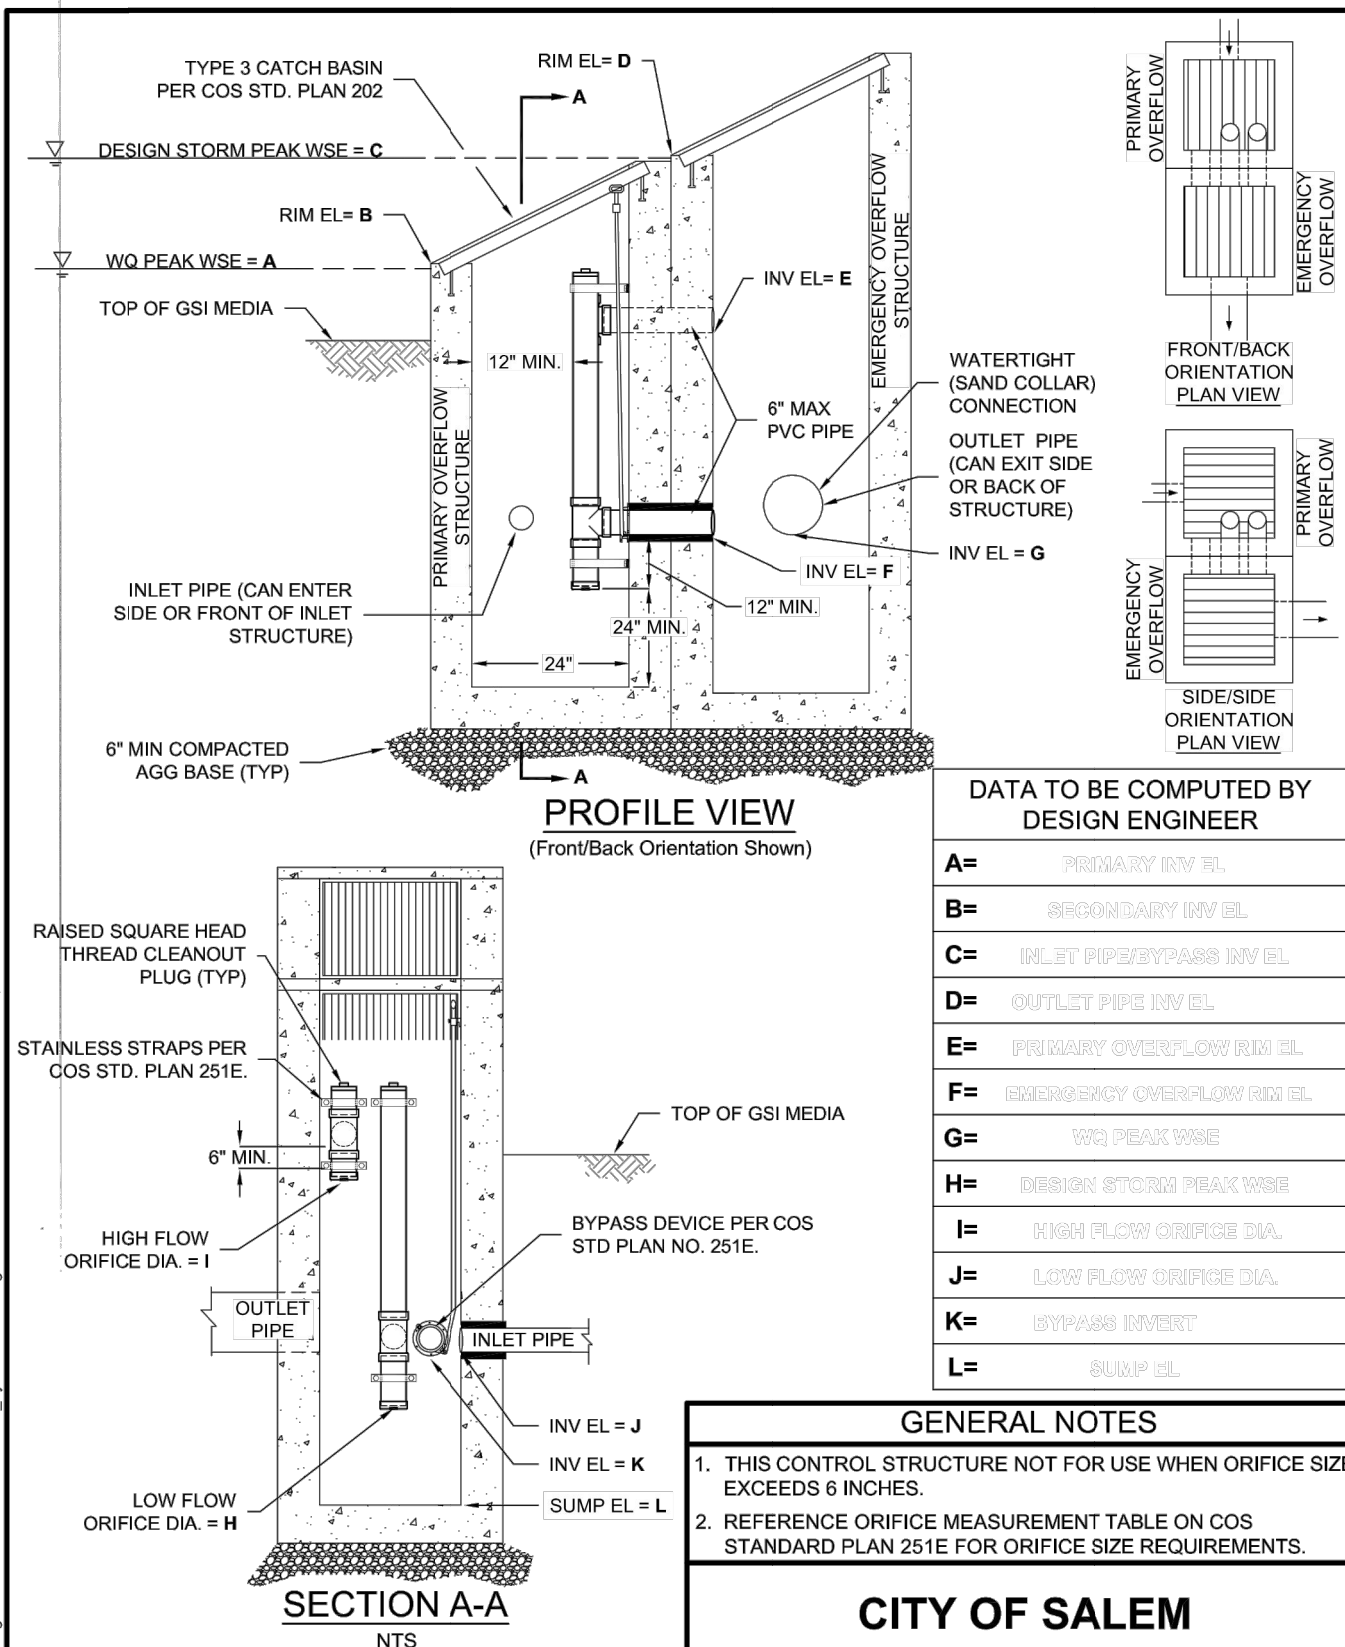 TYPE 3 CATCH BASIN
PER COS STD. PLAN 202
RIM EL= D
A
DESIGN STORM PEAK WSE = C
RIM EL= B
WQ PEAK WSE = A
TOP OF GSI MEDIA
12" MIN.
INV EL= E
EMERGENCY OVERFLOW
STRUCTURE
PRIMARY OVERFLOW
STRUCTURE
6" MAX
PVC PIPE
WATERTIGHT
(SAND COLLAR)
CONNECTION
OUTLET PIPE
(CAN EXIT SIDE
OR BACK OF
STRUCTURE)
INV EL = G
INV EL= F
12" MIN.
24" MIN.
24"
INLET PIPE (CAN ENTER
SIDE OR FRONT OF INLET
STRUCTURE)
6" MIN COMPACTED
AGG BASE (TYP)
A
PROFILE VIEW
(Front/Back Orientation Shown)
PRIMARY
OVERFLOW
EMERGENCY
OVERFLOW
FRONT/BACK
ORIENTATION
PLAN VIEW
PRIMARY
OVERFLOW
EMERGENCY
OVERFLOW
SIDE/SIDE
ORIENTATION
PLAN VIEW
RAISED SQUARE HEAD
THREAD CLEANOUT
PLUG (TYP)
STAINLESS STRAPS PER
COS STD. PLAN 251E.
6" MIN.
HIGH FLOW
ORIFICE DIA. = I
OUTLET
PIPE
TOP OF GSI MEDIA
BYPASS DEVICE PER COS
STD PLAN NO. 251E.
INLET PIPE
INV EL = J
INV EL = K
SUMP EL = L
LOW FLOW
ORIFICE DIA. = H
SECTION A-A
NTS
DATA TO BE COMPUTED BY
DESIGN ENGINEER
A= PRIMARY INV EL
B= SECONDARY INV EL
C= INLET PIPE/BYPASS INV EL
D= OUTLET PIPE INV EL
E= PRIMARY OVERFLOW RIM EL
F= EMERGENCY OVERFLOW RIM EL
G= WQ PEAK WSE
H= DESIGN STORM PEAK WSE
I= HIGH FLOW ORIFICE DIA.
J= LOW FLOW ORIFICE DIA.
K= BYPASS INVERT
L= SUMP EL
GENERAL NOTES
1. THIS CONTROL STRUCTURE NOT FOR USE WHEN ORIFICE SIZE
EXCEEDS 6 INCHES.
2. REFERENCE ORIFICE MEASUREMENT TABLE ON COS
STANDARD PLAN 251E FOR ORIFICE SIZE REQUIREMENTS.
CITY OF SALEM